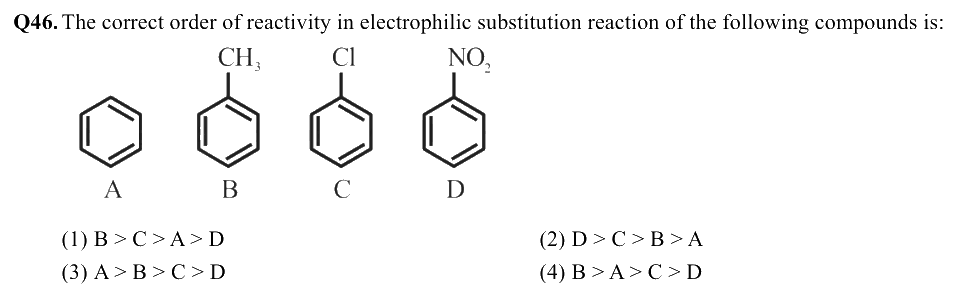 Q46. The correct order of reactivity in electrophilic substitution reaction of the following compounds is:
CH₃ Cl NO₂
A B C D
(1) B > C > A > D (2) D > C > B > A
(3) A > B > C > D (4) B > A > C > D